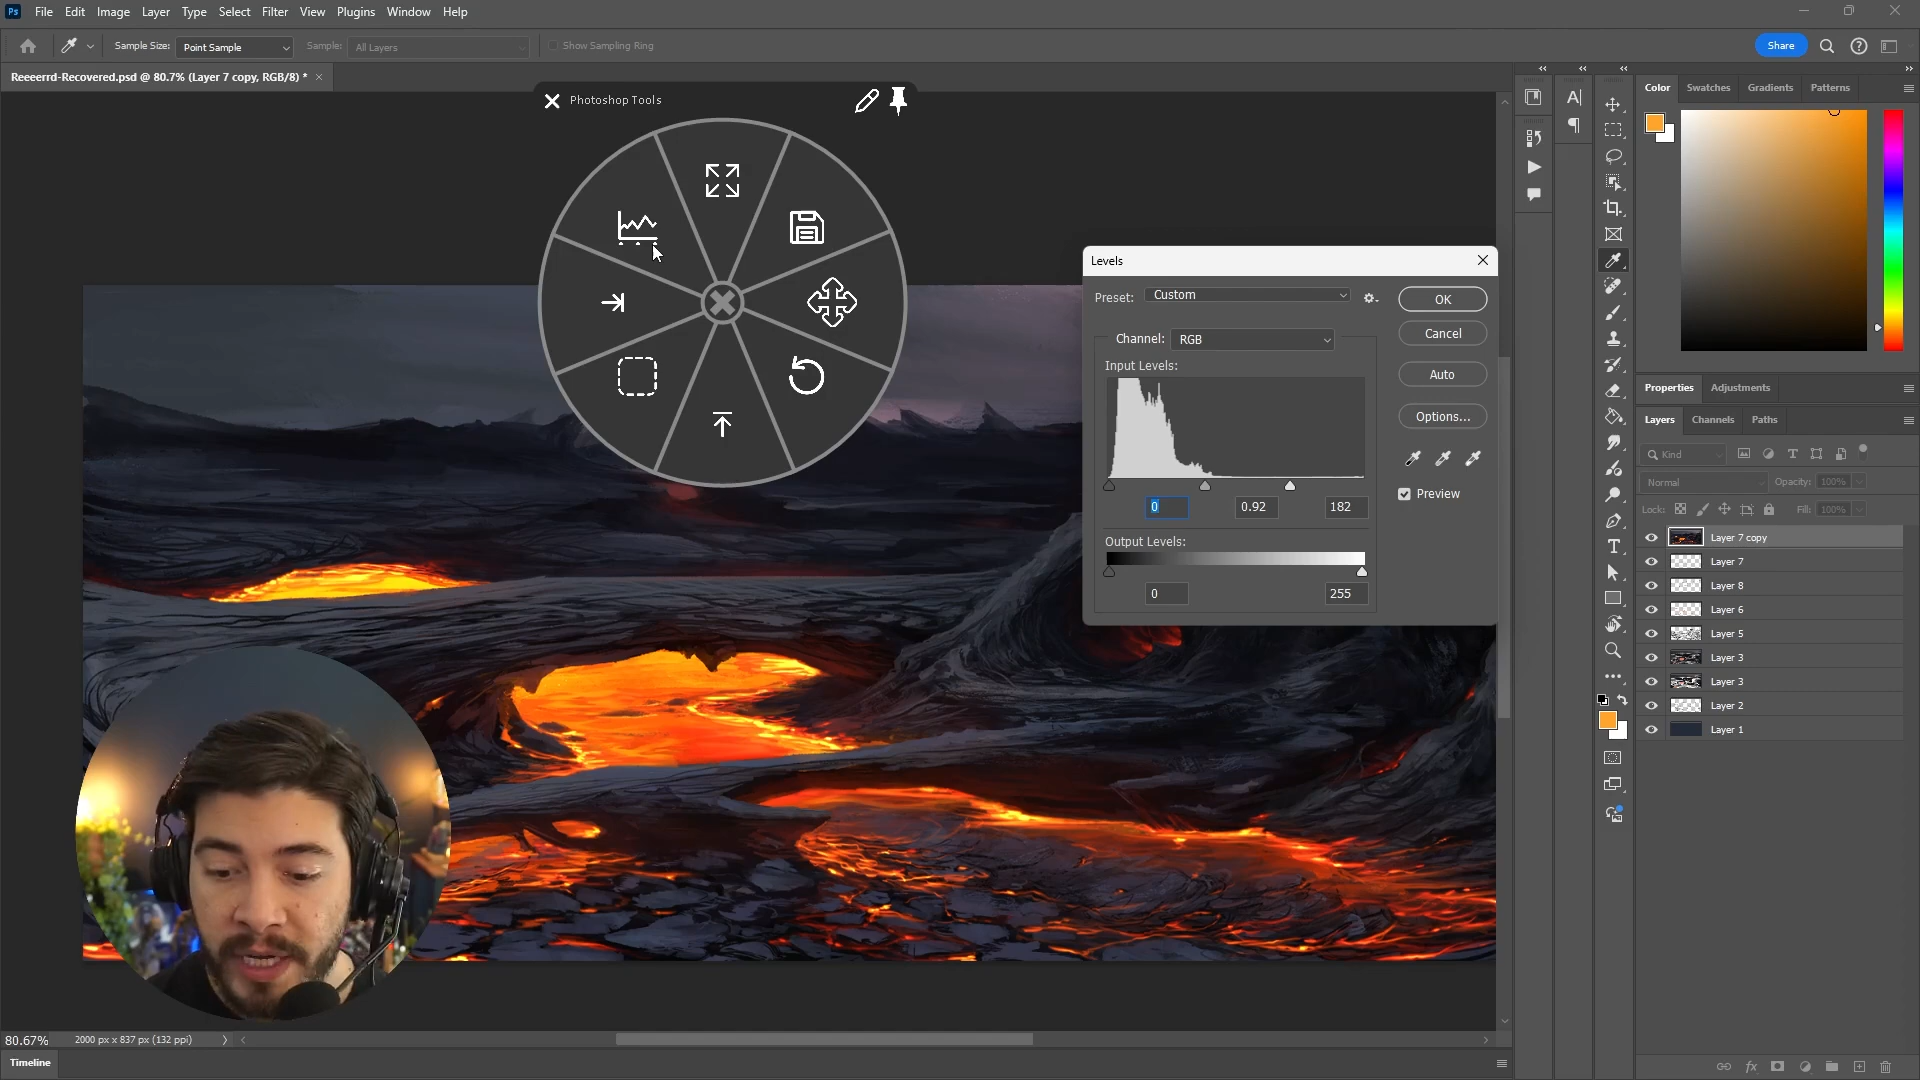 Ps File Edit Image Layer Type Select Filter View Plugins Window Help
Sample Size: Point Sample Sample: All Layers Show Sampling Ring Share
Reeeerrd-Recovered.psd @ 80.7% (Layer 7 copy, RGB/8) *
Photoshop Tools
Levels
Preset: Custom OK
Channel: RGB Cancel
Input Levels: Auto
Options...
Preview
0 0.92 182
Output Levels:
0 255
Color Swatches Gradients Patterns
Properties Adjustments
Layers Channels Paths
Kind
Normal Opacity: 100%
Lock: Fill: 100%
Layer 7 copy
Layer 7
Layer 8
Layer 6
Layer 5
Layer 3
Layer 3
Layer 2
Layer 1
80.67% 2000 px x 837 px (132 ppi)
Timeline